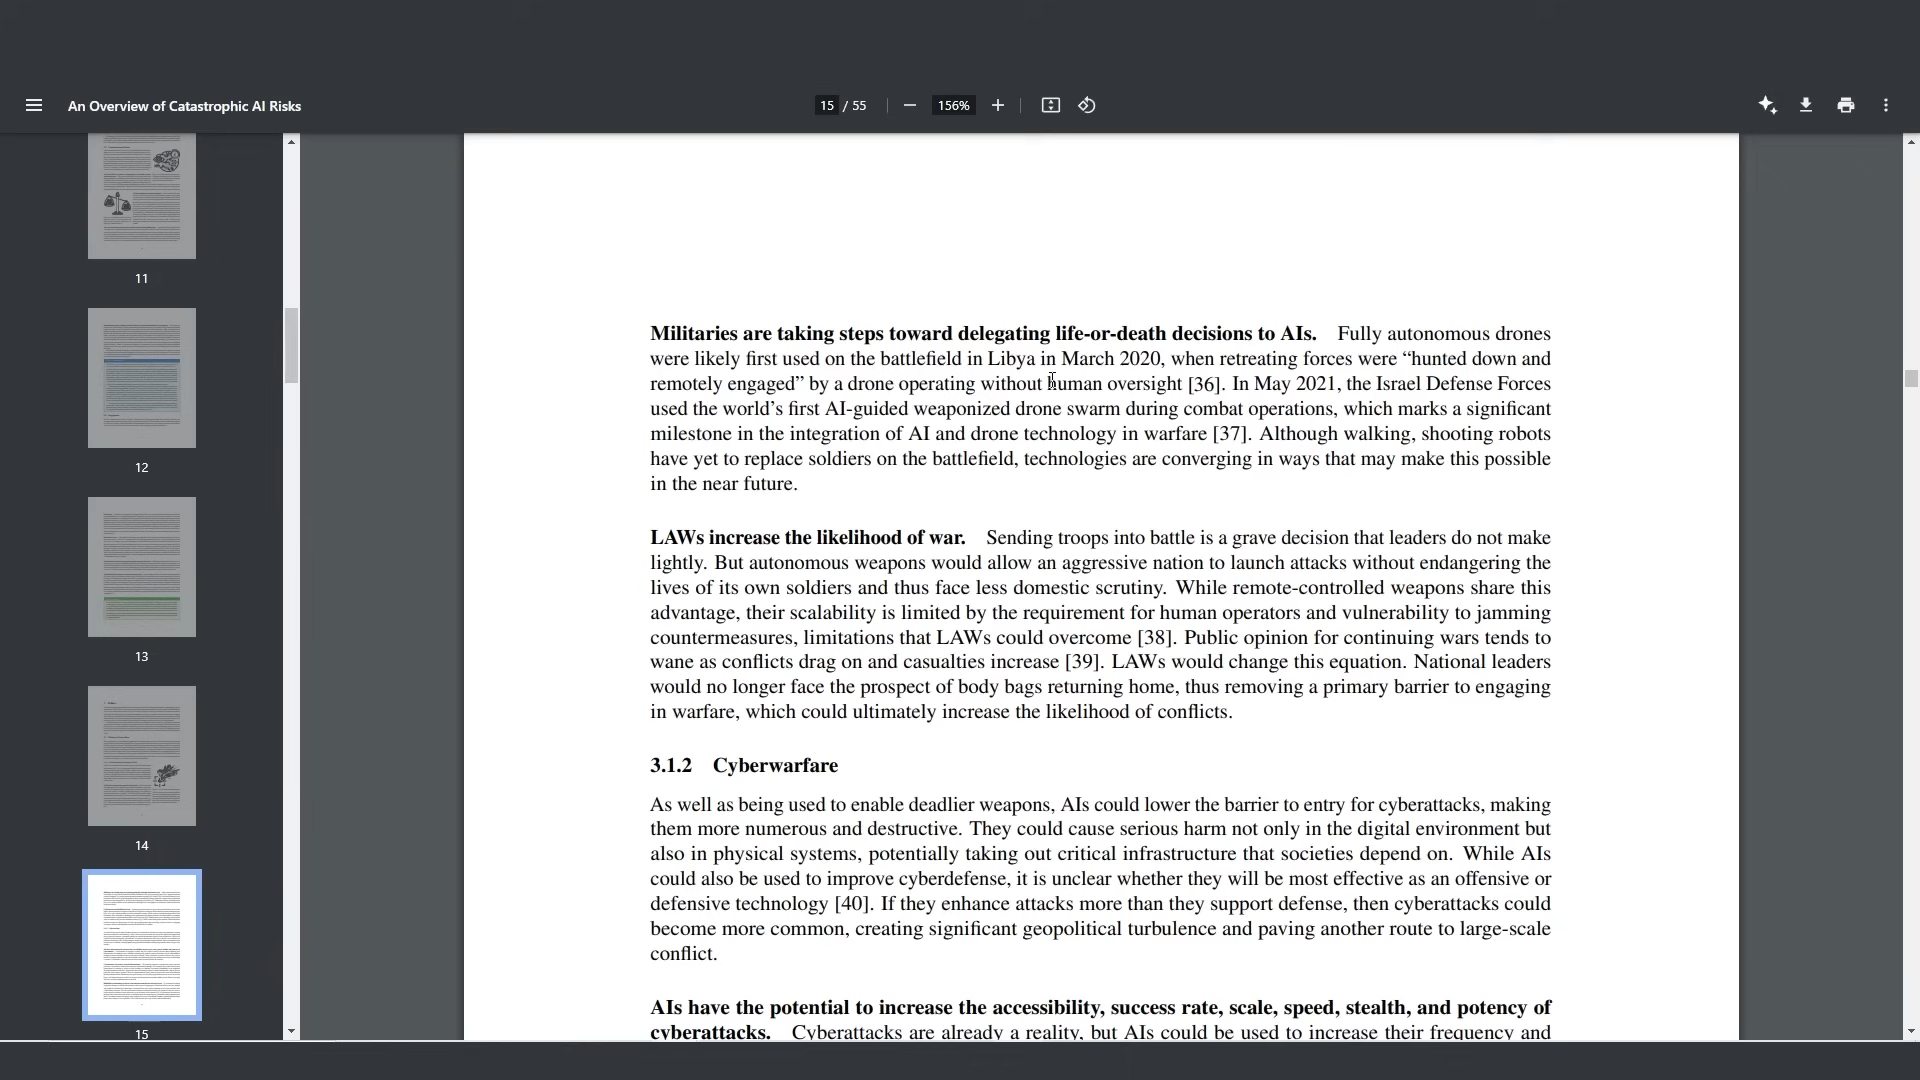 An Overview of Catastrophic AI Risks
15 / 55
156%
11
12
13
14
15
Militaries are taking steps toward delegating life-or-death decisions to AIs. Fully autonomous drones
were likely first used on the battlefield in Libya in March 2020, when retreating forces were “hunted down and
remotely engaged” by a drone operating without human oversight [36]. In May 2021, the Israel Defense Forces
used the world’s first AI-guided weaponized drone swarm during combat operations, which marks a significant
milestone in the integration of AI and drone technology in warfare [37]. Although walking, shooting robots
have yet to replace soldiers on the battlefield, technologies are converging in ways that may make this possible
in the near future.
LAWs increase the likelihood of war. Sending troops into battle is a grave decision that leaders do not make
lightly. But autonomous weapons would allow an aggressive nation to launch attacks without endangering the
lives of its own soldiers and thus face less domestic scrutiny. While remote-controlled weapons share this
advantage, their scalability is limited by the requirement for human operators and vulnerability to jamming
countermeasures, limitations that LAWs could overcome [38]. Public opinion for continuing wars tends to
wane as conflicts drag on and casualties increase [39]. LAWs would change this equation. National leaders
would no longer face the prospect of body bags returning home, thus removing a primary barrier to engaging
in warfare, which could ultimately increase the likelihood of conflicts.
3.1.2 Cyberwarfare
As well as being used to enable deadlier weapons, AIs could lower the barrier to entry for cyberattacks, making
them more numerous and destructive. They could cause serious harm not only in the digital environment but
also in physical systems, potentially taking out critical infrastructure that societies depend on. While AIs
could also be used to improve cyberdefense, it is unclear whether they will be most effective as an offensive or
defensive technology [40]. If they enhance attacks more than they support defense, then cyberattacks could
become more common, creating significant geopolitical turbulence and paving another route to large-scale
conflict.
AIs have the potential to increase the accessibility, success rate, scale, speed, stealth, and potency of
cyberattacks. Cyberattacks are already a reality, but AIs could be used to increase their frequency and